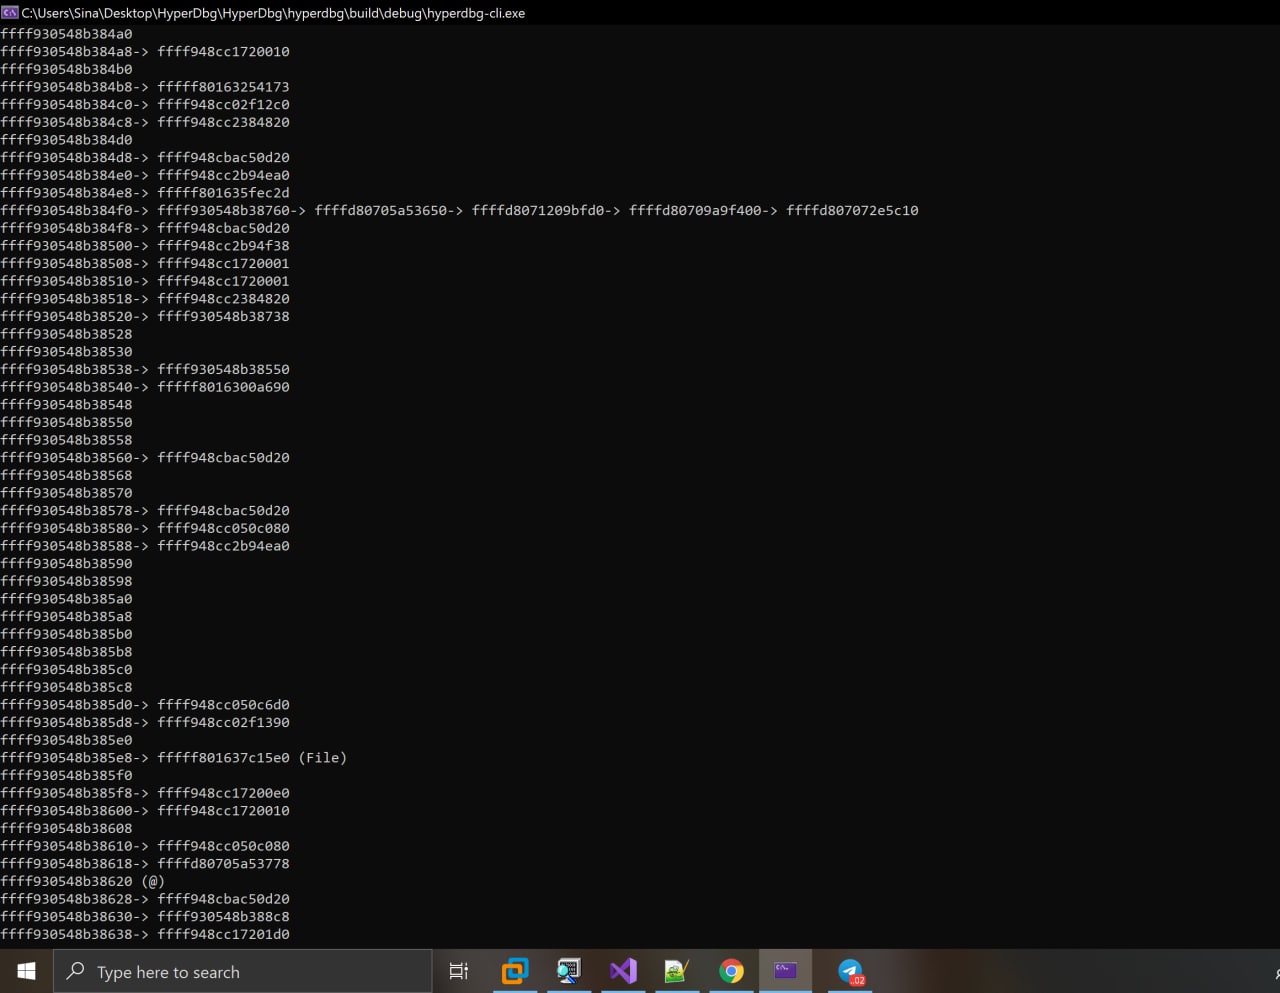 C:\Users\Sina\Desktop\HyperDbg\HyperDbg\hyperdbg\build\debug\hyperdbg-cli.exe
ffff930548b384a0
ffff930548b384a8-> ffff948cc1720010
ffff930548b384b0
ffff930548b384b8-> fffff80163254173
ffff930548b384c0-> ffff948cc02f12c0
ffff930548b384c8-> ffff948cc2384820
ffff930548b384d0
ffff930548b384d8-> ffff948cbac50d20
ffff930548b384e0-> ffff948cc2b94ea0
ffff930548b384e8-> fffff801635fec2d
ffff930548b384f0-> ffff930548b38760-> ffffd80705a53650-> ffffd8071209bfd0-> ffffd80709a9f400-> ffffd807072e5c10
ffff930548b384f8-> ffff948cbac50d20
ffff930548b38500-> ffff948cc2b94f38
ffff930548b38508-> ffff948cc1720001
ffff930548b38510-> ffff948cc1720001
ffff930548b38518-> ffff948cc2384820
ffff930548b38520-> ffff930548b38738
ffff930548b38528
ffff930548b38530
ffff930548b38538-> ffff930548b38550
ffff930548b38540-> fffff8016300a690
ffff930548b38548
ffff930548b38550
ffff930548b38558
ffff930548b38560-> ffff948cbac50d20
ffff930548b38568
ffff930548b38570
ffff930548b38578-> ffff948cbac50d20
ffff930548b38580-> ffff948cc050c080
ffff930548b38588-> ffff948cc2b94ea0
ffff930548b38590
ffff930548b38598
ffff930548b385a0
ffff930548b385a8
ffff930548b385b0
ffff930548b385b8
ffff930548b385c0
ffff930548b385c8
ffff930548b385d0-> ffff948cc050c6d0
ffff930548b385d8-> ffff948cc02f1390
ffff930548b385e0
ffff930548b385e8-> fffff801637c15e0 (File)
ffff930548b385f0
ffff930548b385f8-> ffff948cc17200e0
ffff930548b38600-> ffff948cc1720010
ffff930548b38608
ffff930548b38610-> ffff948cc050c080
ffff930548b38618-> ffffd80705a53778
ffff930548b38620 (@)
ffff930548b38628-> ffff948cbac50d20
ffff930548b38630-> ffff930548b388c8
ffff930548b38638-> ffff948cc17201d0
Type here to search
..02